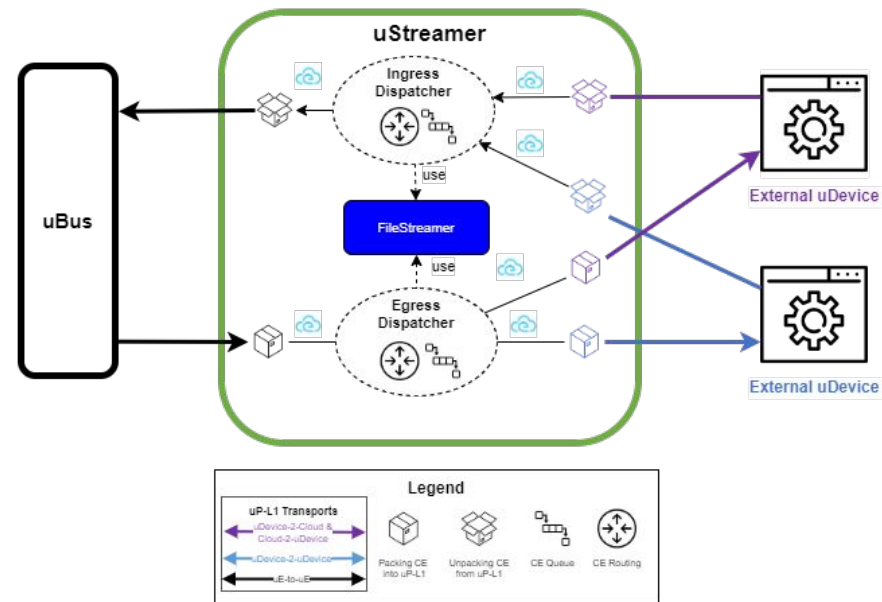 uStreamer
Ingress
Dispatcher
use
uBus
FileStreamer
use
Egress
Dispatcher
External uDevice
External uDevice
Legend
uP-L1 Transports
uDevice-2-Cloud &
Cloud-2-uDevice
uDevice-2-uDevice
uE-to-uE
Packing CE
into uP-L1
Unpacking CE
from uP-L1
CE Queue
CE Routing